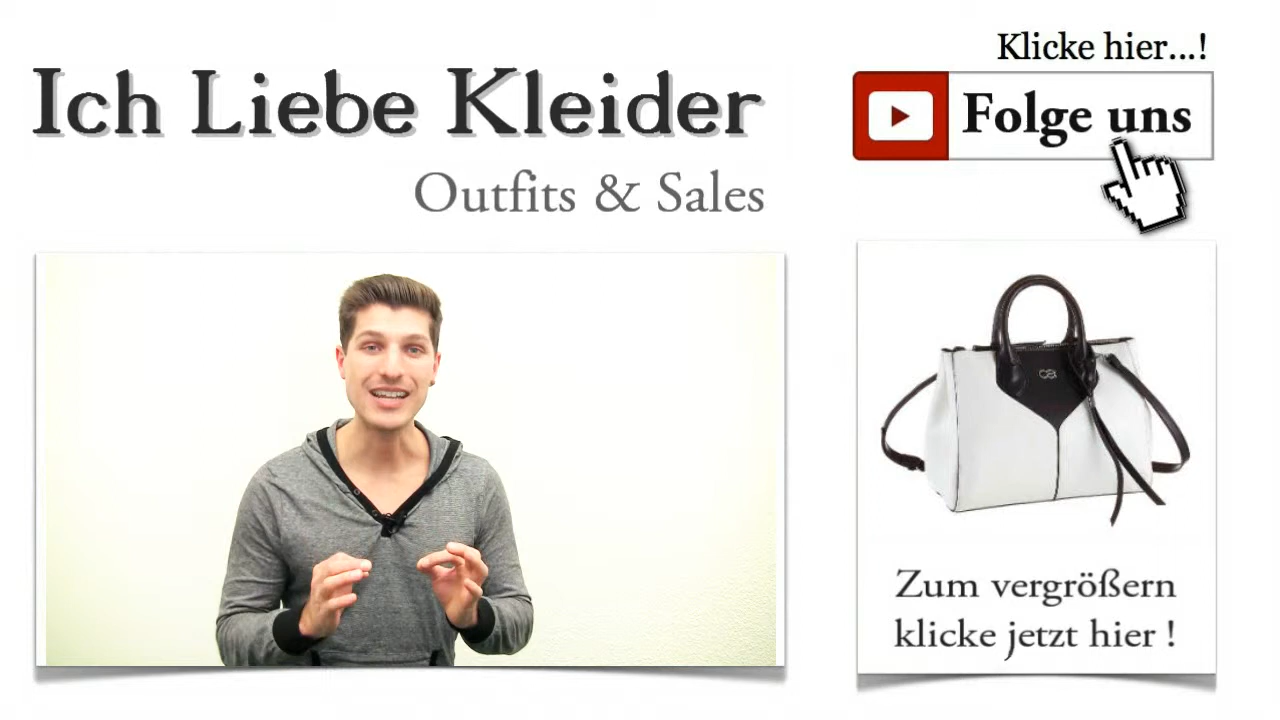 Klicke hier...!
Ich Liebe Kleider
Folge uns
Outfits & Sales
Zum vergrößern
klicke jetzt hier !